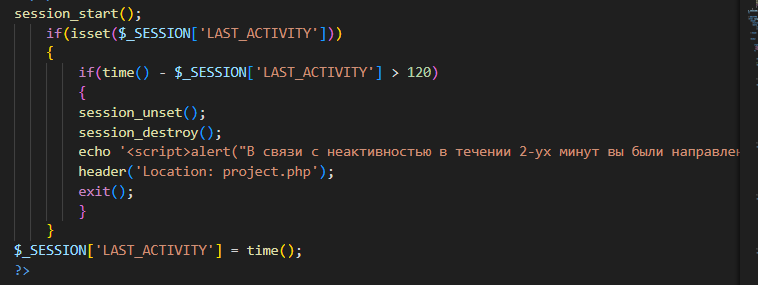 session_start();
if(isset($_SESSION['LAST_ACTIVITY']))
{
if(time() - $_SESSION['LAST_ACTIVITY'] > 120)
{
session_unset();
session_destroy();
echo '<script>alert("В связи с неактивностью в течении 2-ух минут вы были направлен
header('Location: project.php');
exit();
}
}
$_SESSION['LAST_ACTIVITY'] = time();
?>